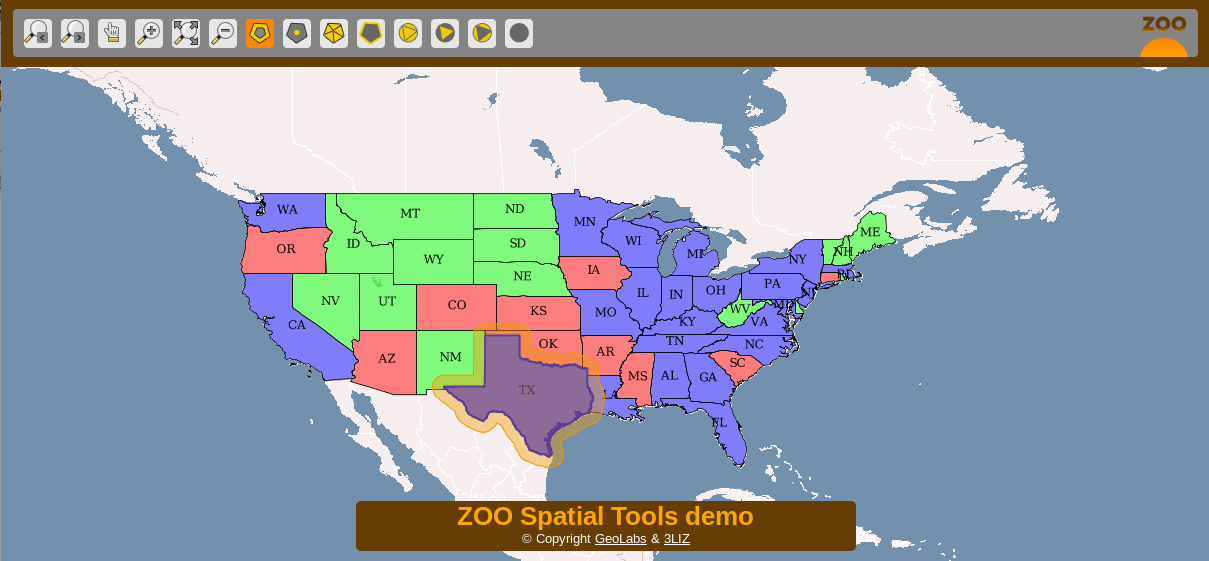 ZOO
WA
MT
ND
MN
OR
ID
SD
WI
MI
ME
NH
WY
NY
NE
IA
NV
UT
CO
KS
IL
IN
OH
PA
MO
KY
WV
VA
CA
TN
NC
AZ
NM
OK
AR
MS
AL
GA
SC
TX
LA
FL
ZOO Spatial Tools demo
© Copyright GeoLabs & 3LIZ